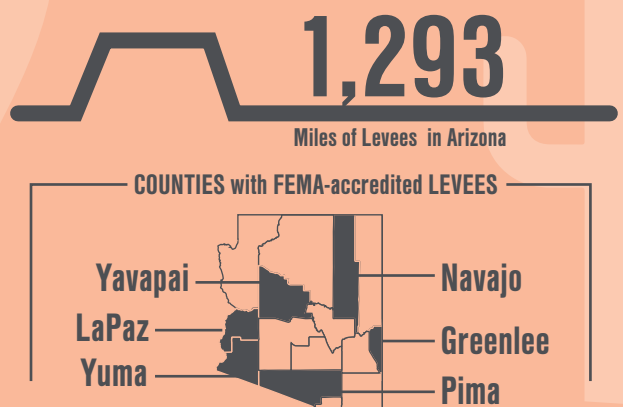 1,293
Miles of Levees in Arizona
COUNTIES with FEMA-accredited LEVEES
Yavapai
Navajo
LaPaz
Greenlee
Yuma
Pima